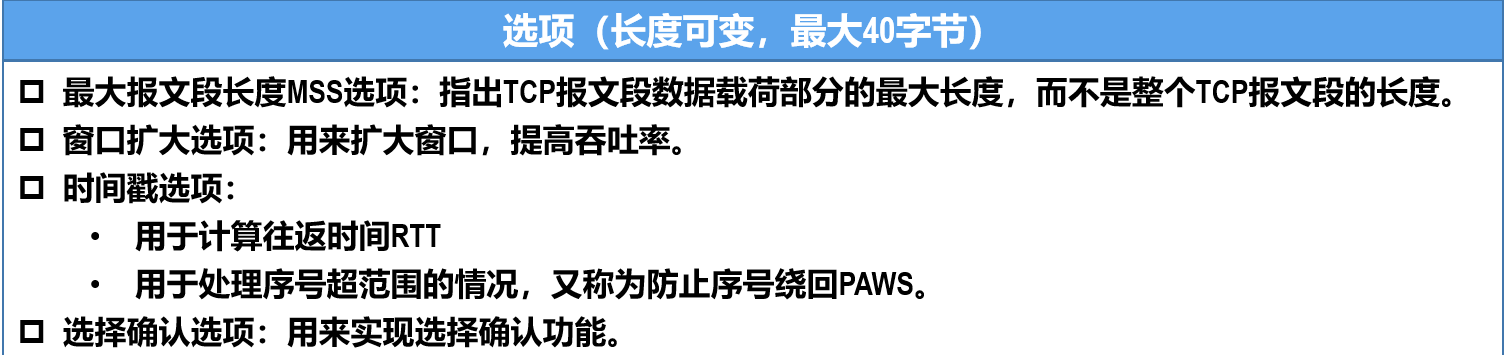 选项（长度可变，最大40字节）
最大报文段长度MSS选项：指出TCP报文段数据载荷部分的最大长度，而不是整个TCP报文段的长度。
窗口扩大选项：用来扩大窗口，提高吞吐率。
时间戳选项：
• 用于计算往返时间RTT
• 用于处理序号超范围的情况，又称为防止序号绕回PAWS。
选择确认选项：用来实现选择确认功能。